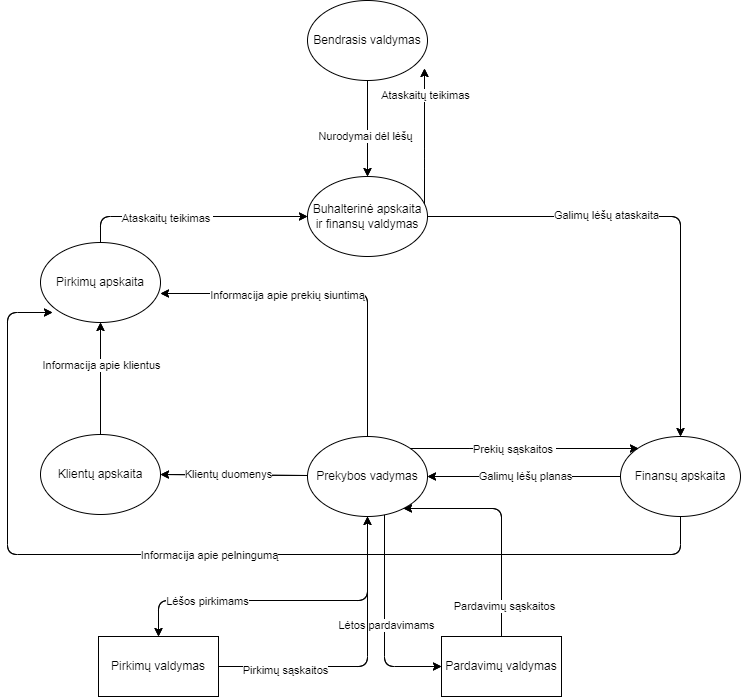 Bendrasis valdymas
Ataskaitų teikimas
Nurodymai dėl lėšų
Buhalterinė apskaita
ir finansų valdymas
Galimų lėšų ataskaita
Ataskaitų teikimas
Pirkimų apskaita
Informacija apie prekių siuntimą
Informacija apie klientus
Prekių sąskaitos
Klientų apskaita
Klientų duomenys
Prekybos vadymas
Galimų lėšų planas
Finansų apskaita
Informacija apie pelningumą
Lėšos pirkimams
Pardavimų sąskaitos
Lėtos pardavimams
Pirkimų valdymas
Pirkimų sąskaitos
Pardavimų valdymas